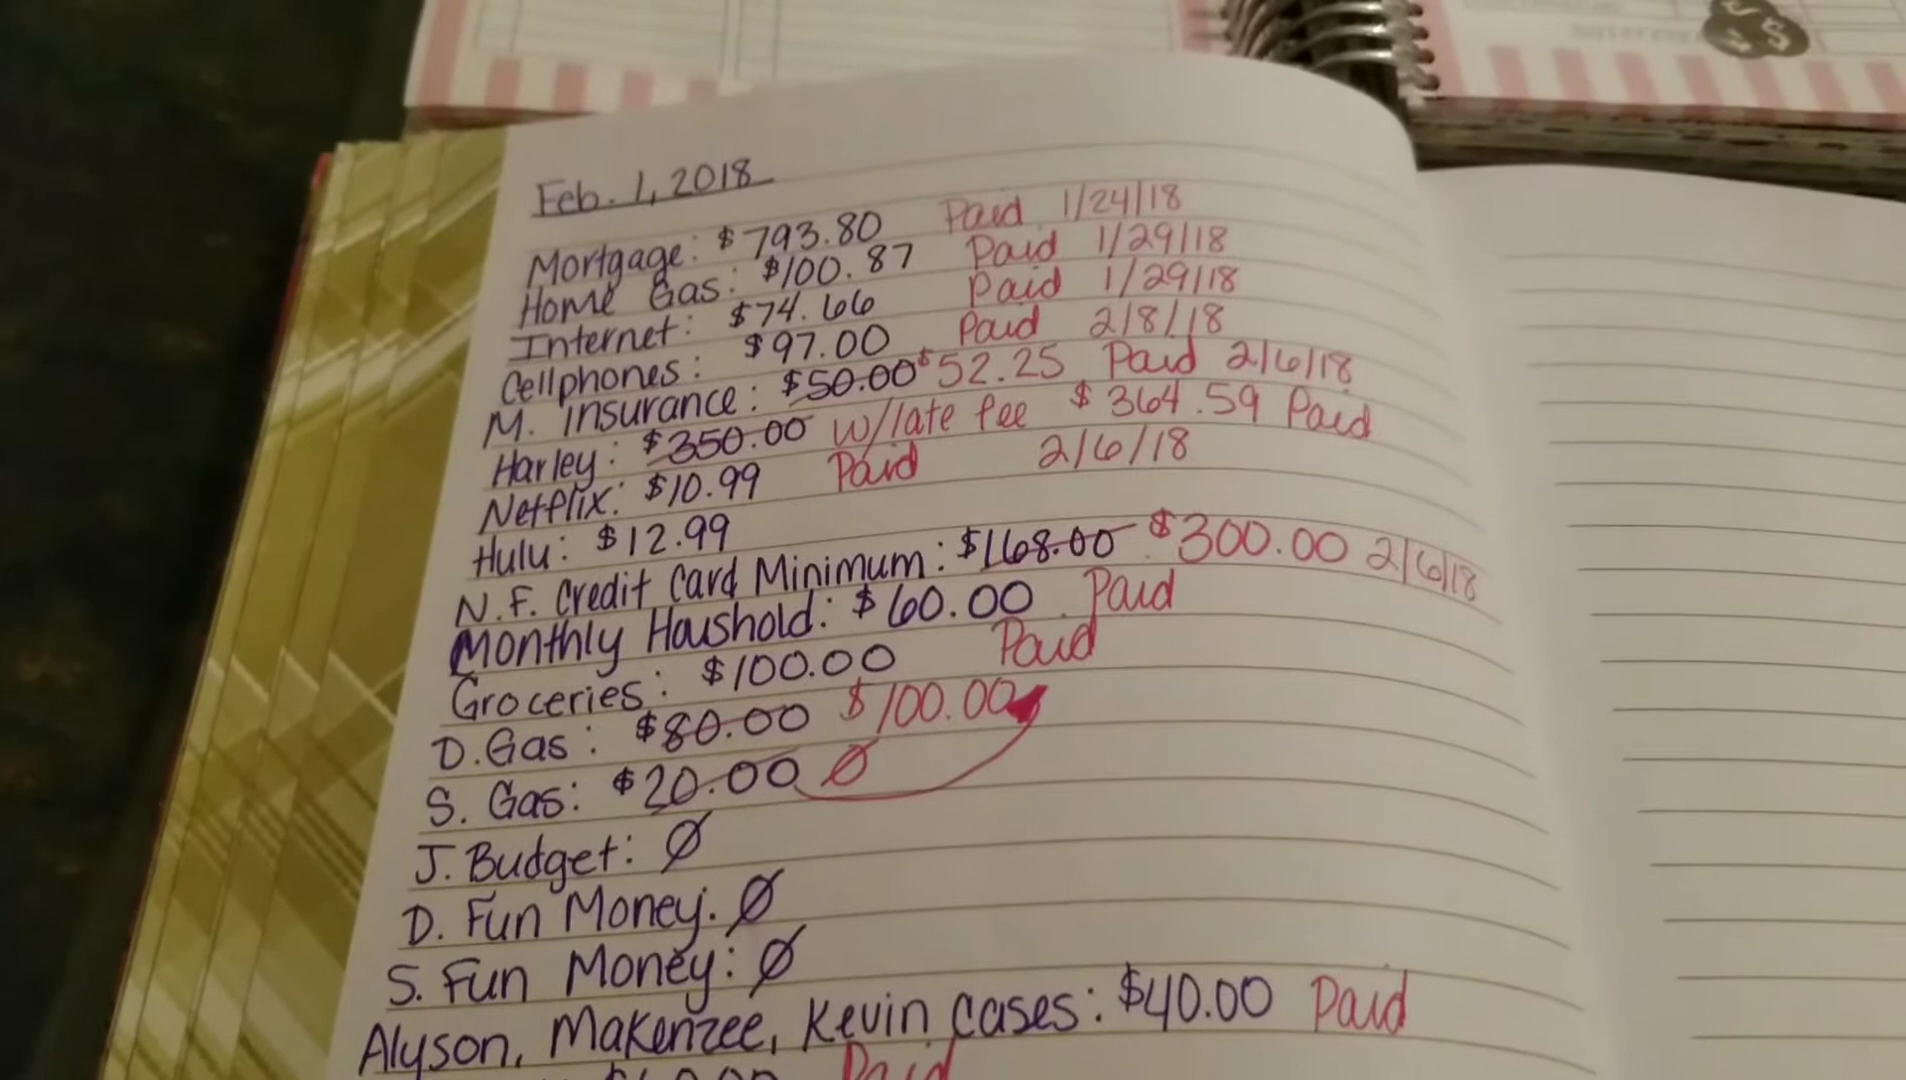 Feb. 1, 2018
Mortgage: $793.80 Paid 1/24/18
Home Gas: $100.87 Paid 1/29/18
Internet: $74.66 Paid 1/29/18
Cellphones: $97.00 Paid 2/8/18
M. Insurance: $50.00 $52.25 Paid 2/6/18
Harley: $350.00 w/late fee $364.59 Paid
Netflix: $10.99 Paid 2/6/18
Hulu: $12.99
N.F. Credit Card Minimum: $168.00 $300.00 2/6/18
Monthly Houshold: $60.00 Paid
Groceries: $100.00 Paid
D. Gas: $80.00 $100.00
S. Gas: $20.00 Ø
J. Budget: Ø
D. Fun Money: Ø
S. Fun Money: Ø
Alyson, Makenzee, Kevin cases: $40.00 Paid
Paid